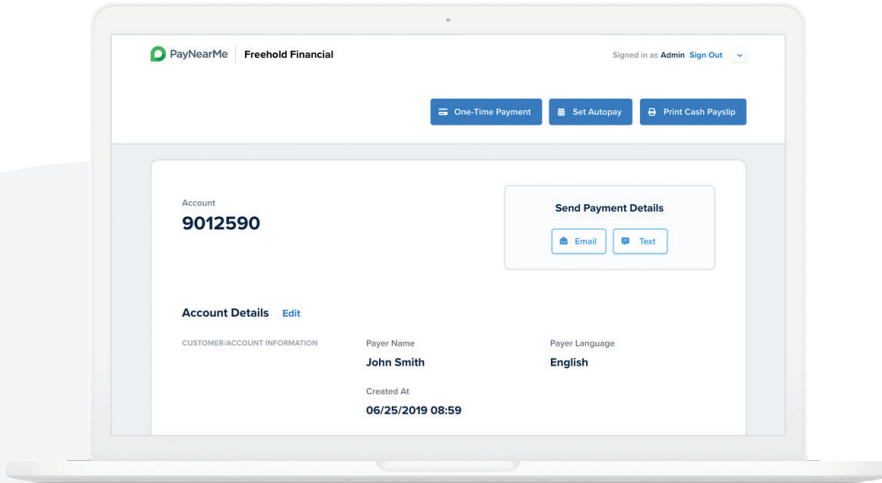 PayNearMe Freehold Financial Signed in as Admin Sign Out
One-Time Payment Set Autopay Print Cash Payslip
Account
9012590
Send Payment Details
Email Text
Account Details Edit
CUSTOMER/ACCOUNT INFORMATION Payer Name Payer Language
John Smith English
Created At
06/25/2019 08:59